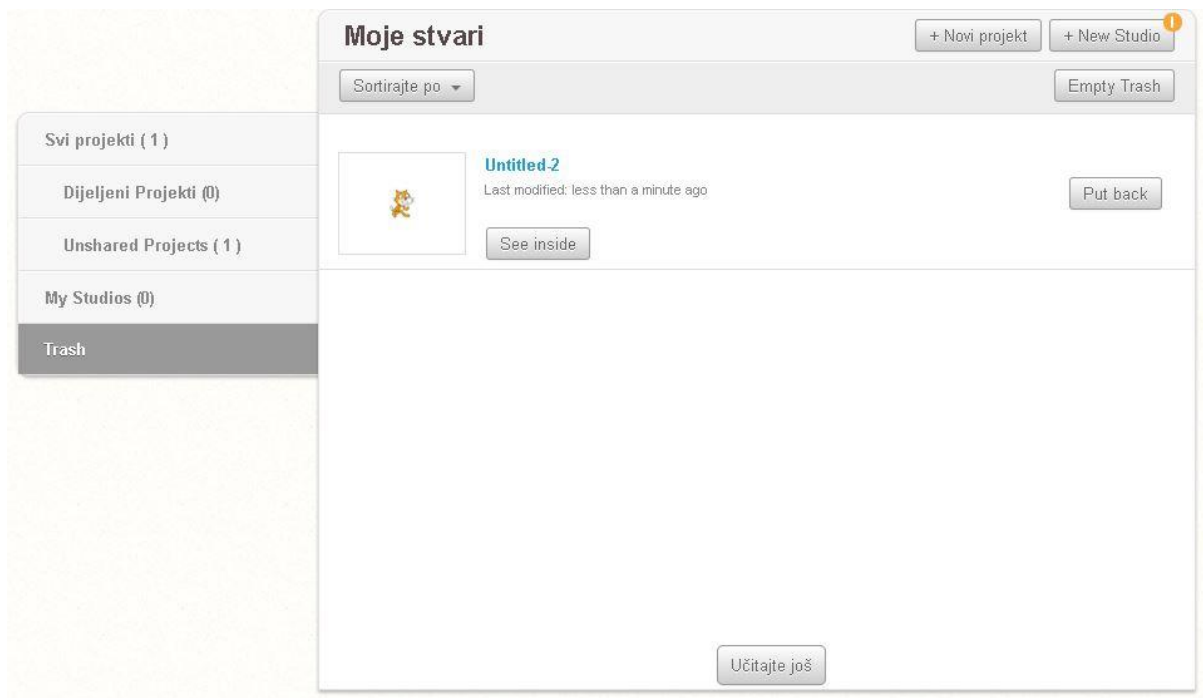 Moje stvari
+ Novi projekt
+ New Studio
Sortirajte po
Empty Trash
Svi projekti ( 1 )
Dijeljeni Projekti (0)
Unshared Projects ( 1 )
My Studios (0)
Trash
Untitled-2
Last modified: less than a minute ago
See inside
Put back
Učitajte još